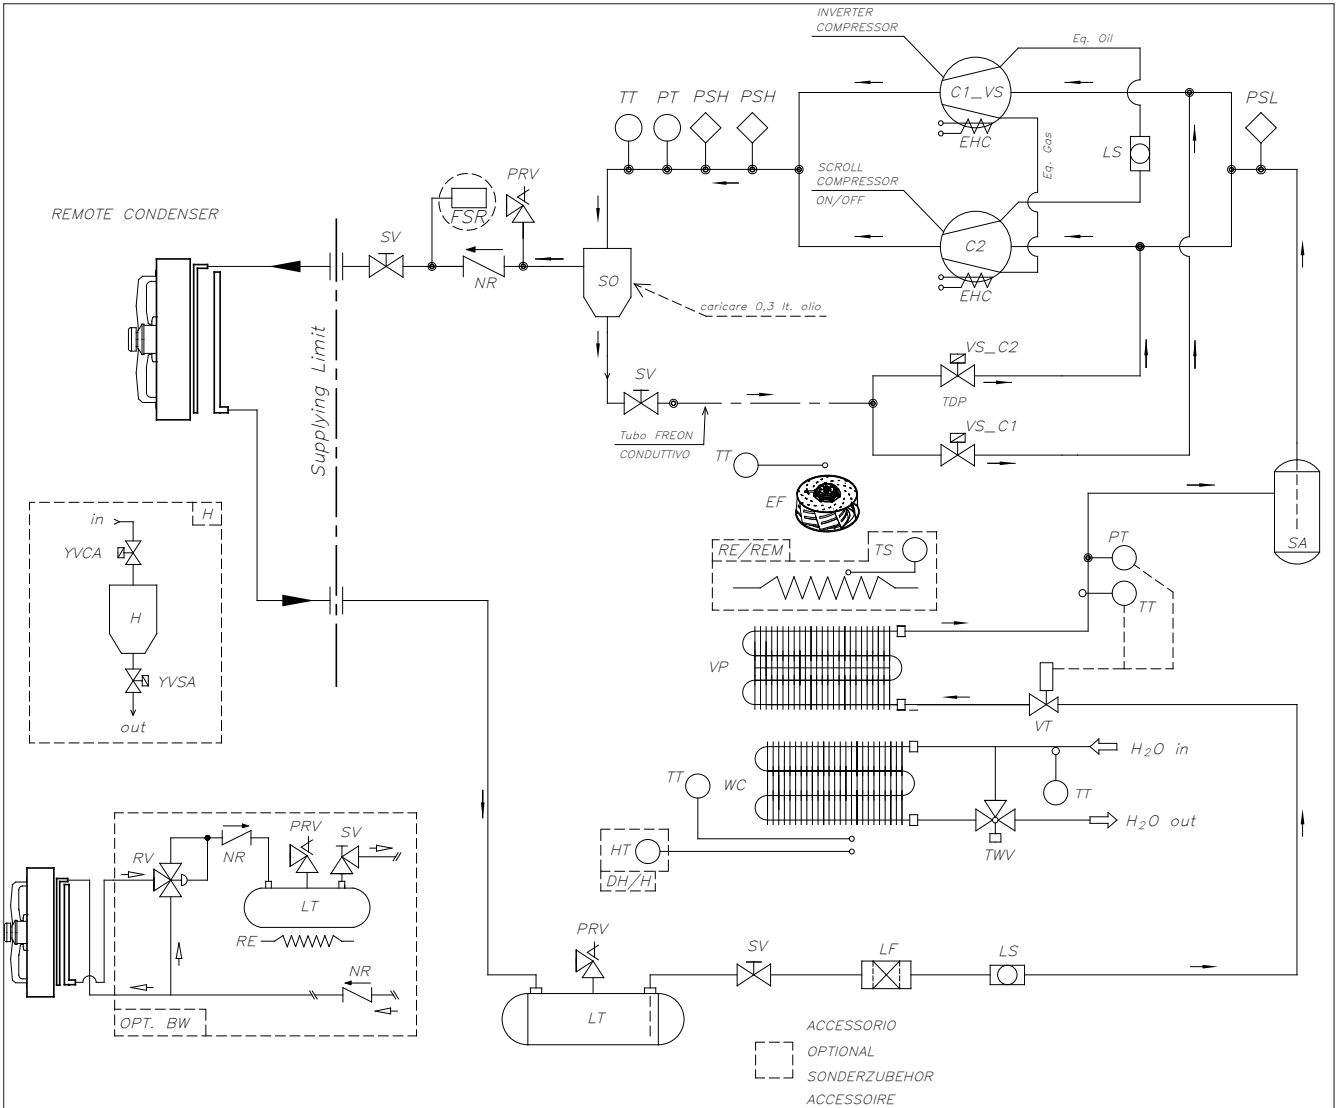 INVERTER
COMPRESSOR
Eq. Oil
C1_VS
EHC
TT
PT
PSH
PSH
PSL
LS
Eq. Gas
SCROLL
COMPRESSOR
ON/OFF
C2
EHC
REMOTE CONDENSER
SV
FSR
PRV
NR
SO
caricare 0,3 lt. olio
Supplying Limit
SV
Tubo FREON
CONDUTTIVO
VS_C2
TDP
VS_C1
TT
EF
SA
RE/REM
TS
PT
TT
VP
VT
H
in
YVCA
H
YVSA
out
TT
WC
H2O in
TT
H2O out
TWV
HT
DH/H
RV
NR
PRV
SV
LT
RE
NR
OPT. BW
PRV
LT
SV
LF
LS
ACCESSORIO
OPTIONAL
SONDERZUBEHOR
ACCESSOIRE